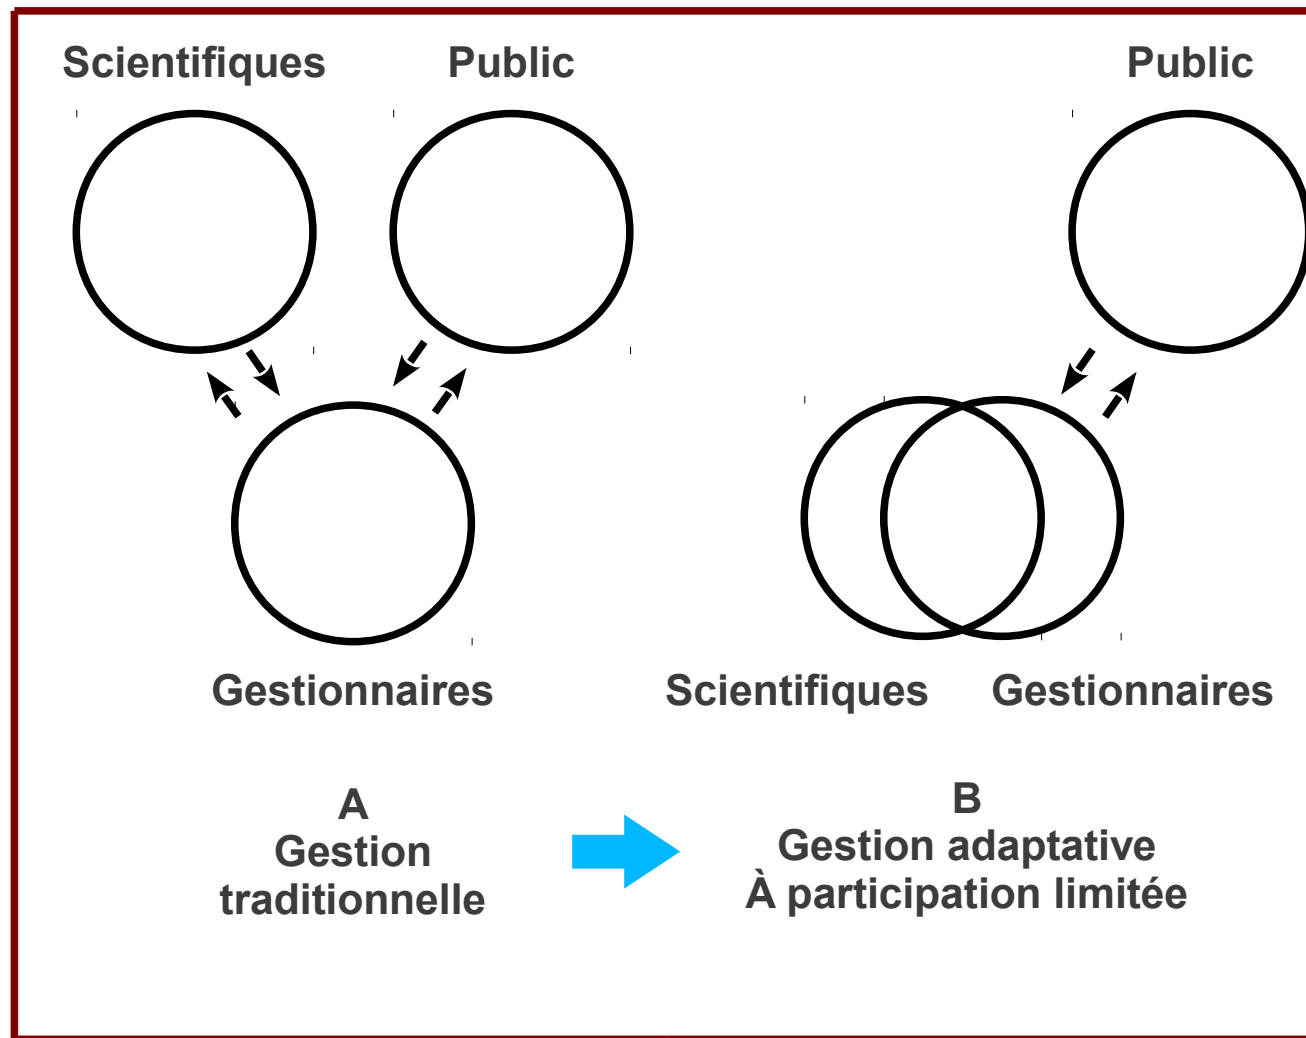 Scientifiques
Public
Gestionnaires
A
Gestion
traditionnelle
Public
Scientifiques
Gestionnaires
B
Gestion adaptative
À participation limitée